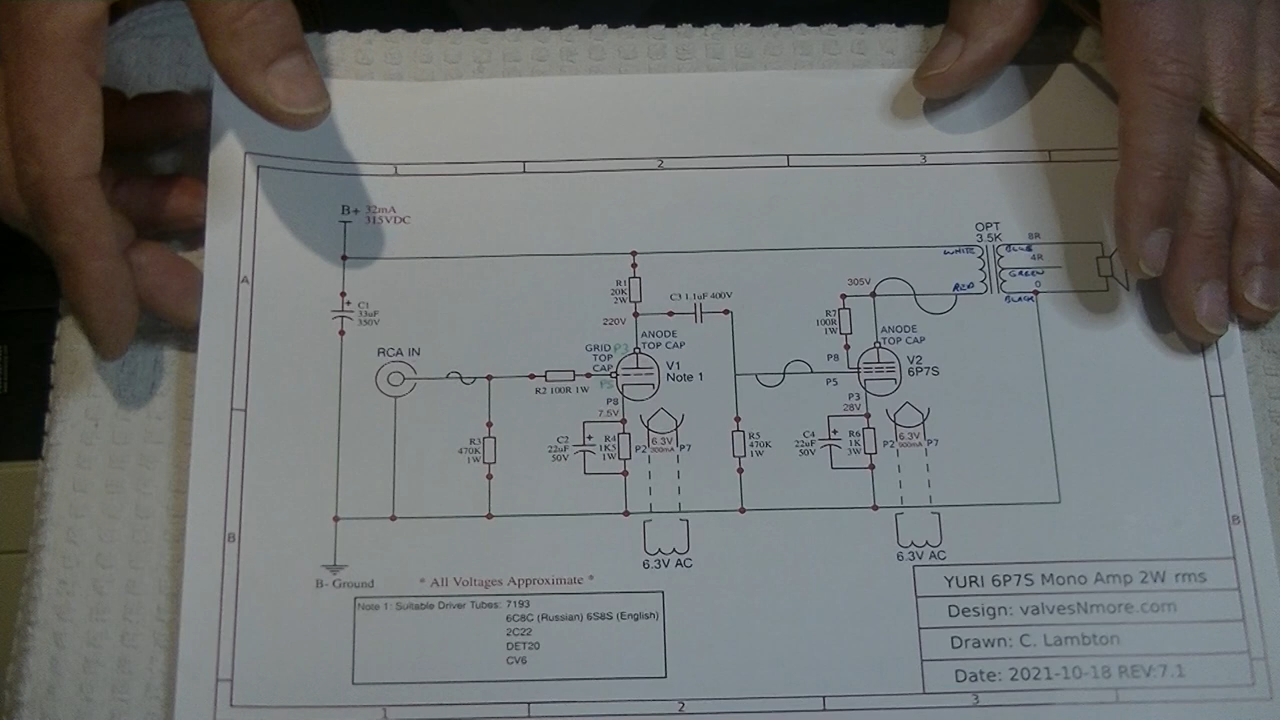 1
2
3
A
B
B+ 32mA
315VDC
C1
33uF
350V
RCA IN
R1
20K
2W
220V
C3 1.1uF 400V
ANODE
TOP CAP
GRID P3
TOP
CAP
P5
V1
Note 1
R2 100R 1W
R3
470K
1W
P8
7.5V
C2
22uF
50V
R4
1K5
1W
P2
6.3V
300mA
P7
6.3V AC
R5
470K
1W
305V
R7
100R
1W
P8
P5
ANODE
TOP CAP
V2
6P7S
P3
28V
C4
22uF
50V
R6
1K
3W
P2
6.3V
900mA
P7
6.3V AC
OPT
3.5K
WHITE
RED
8R
BLUE
4R
GREEN
0
BLACK
B- Ground
* All Voltages Approximate *
Note 1: Suitable Driver Tubes: 7193
6C8C (Russian) 6S8S (English)
2C22
DET20
CV6
YURI 6P7S Mono Amp 2W rms
Design: valvesNmore.com
Drawn: C. Lambton
Date: 2021-10-18 REV:7.1
B
1
2
3